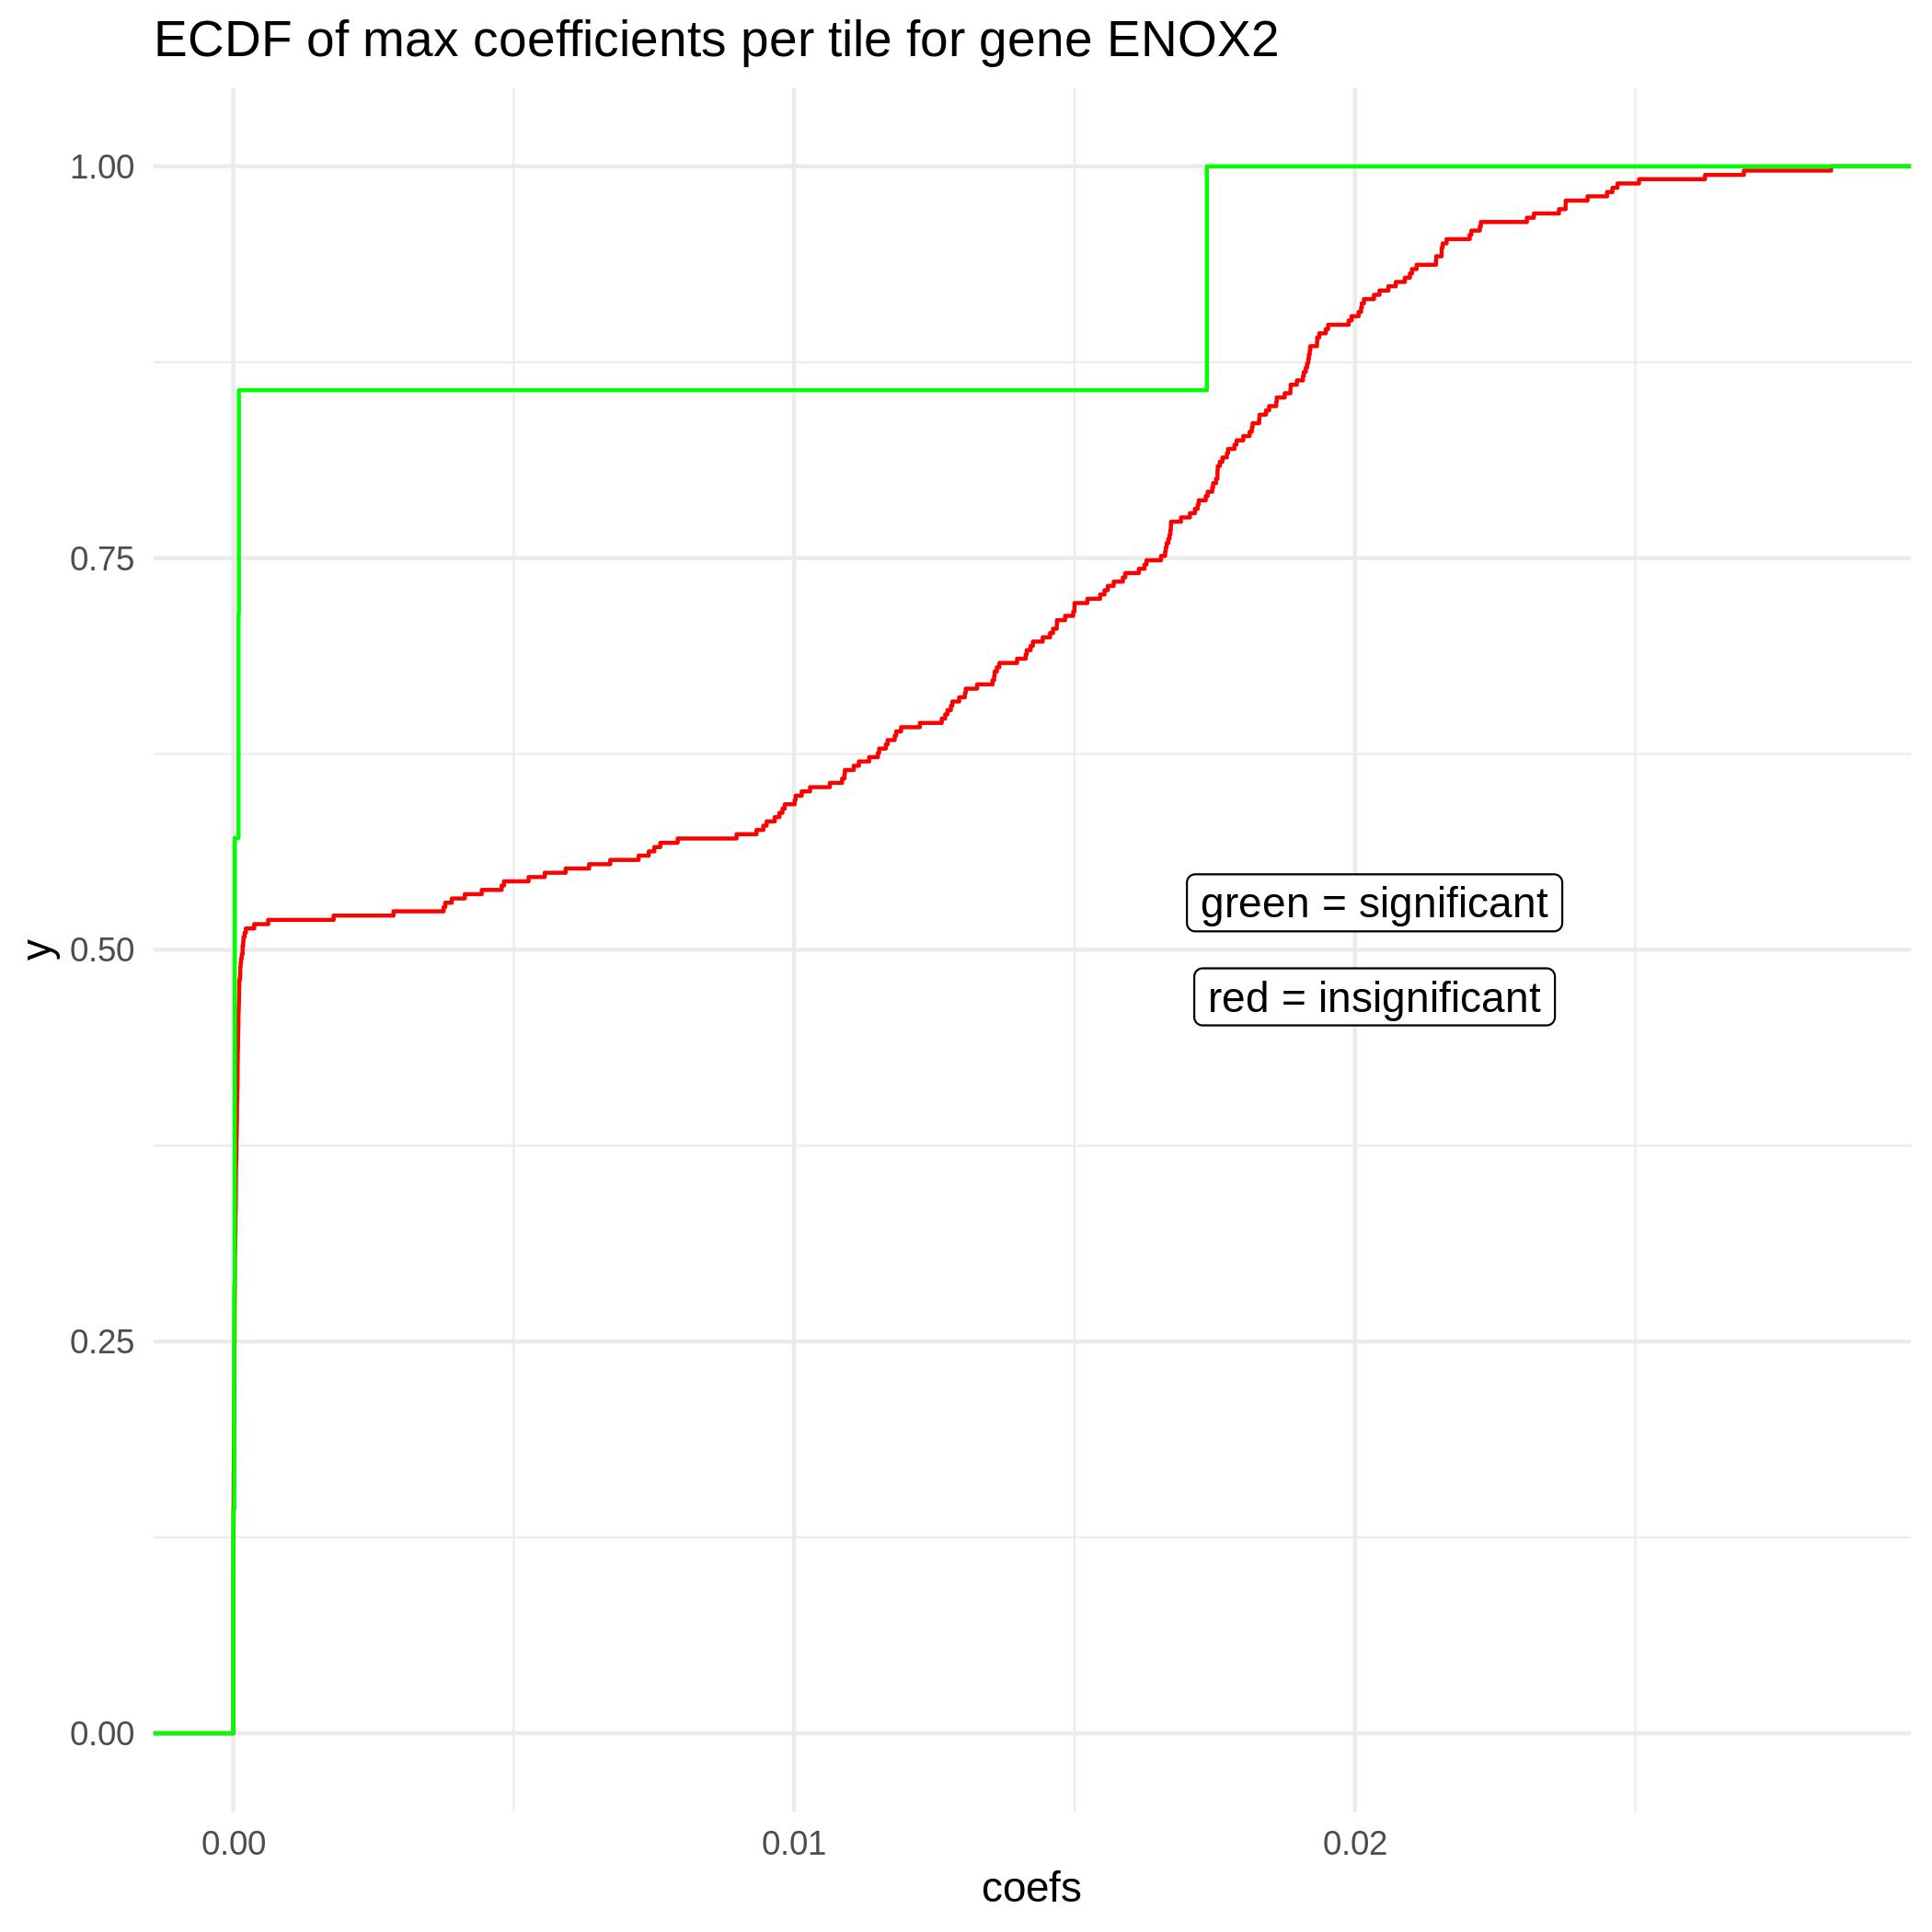 ECDF of max coefficients per tile for gene ENOX2
1.00
0.75
0.50
0.25
0.00
y
green = significant
red = insignificant
0.00 0.01 0.02
coefs